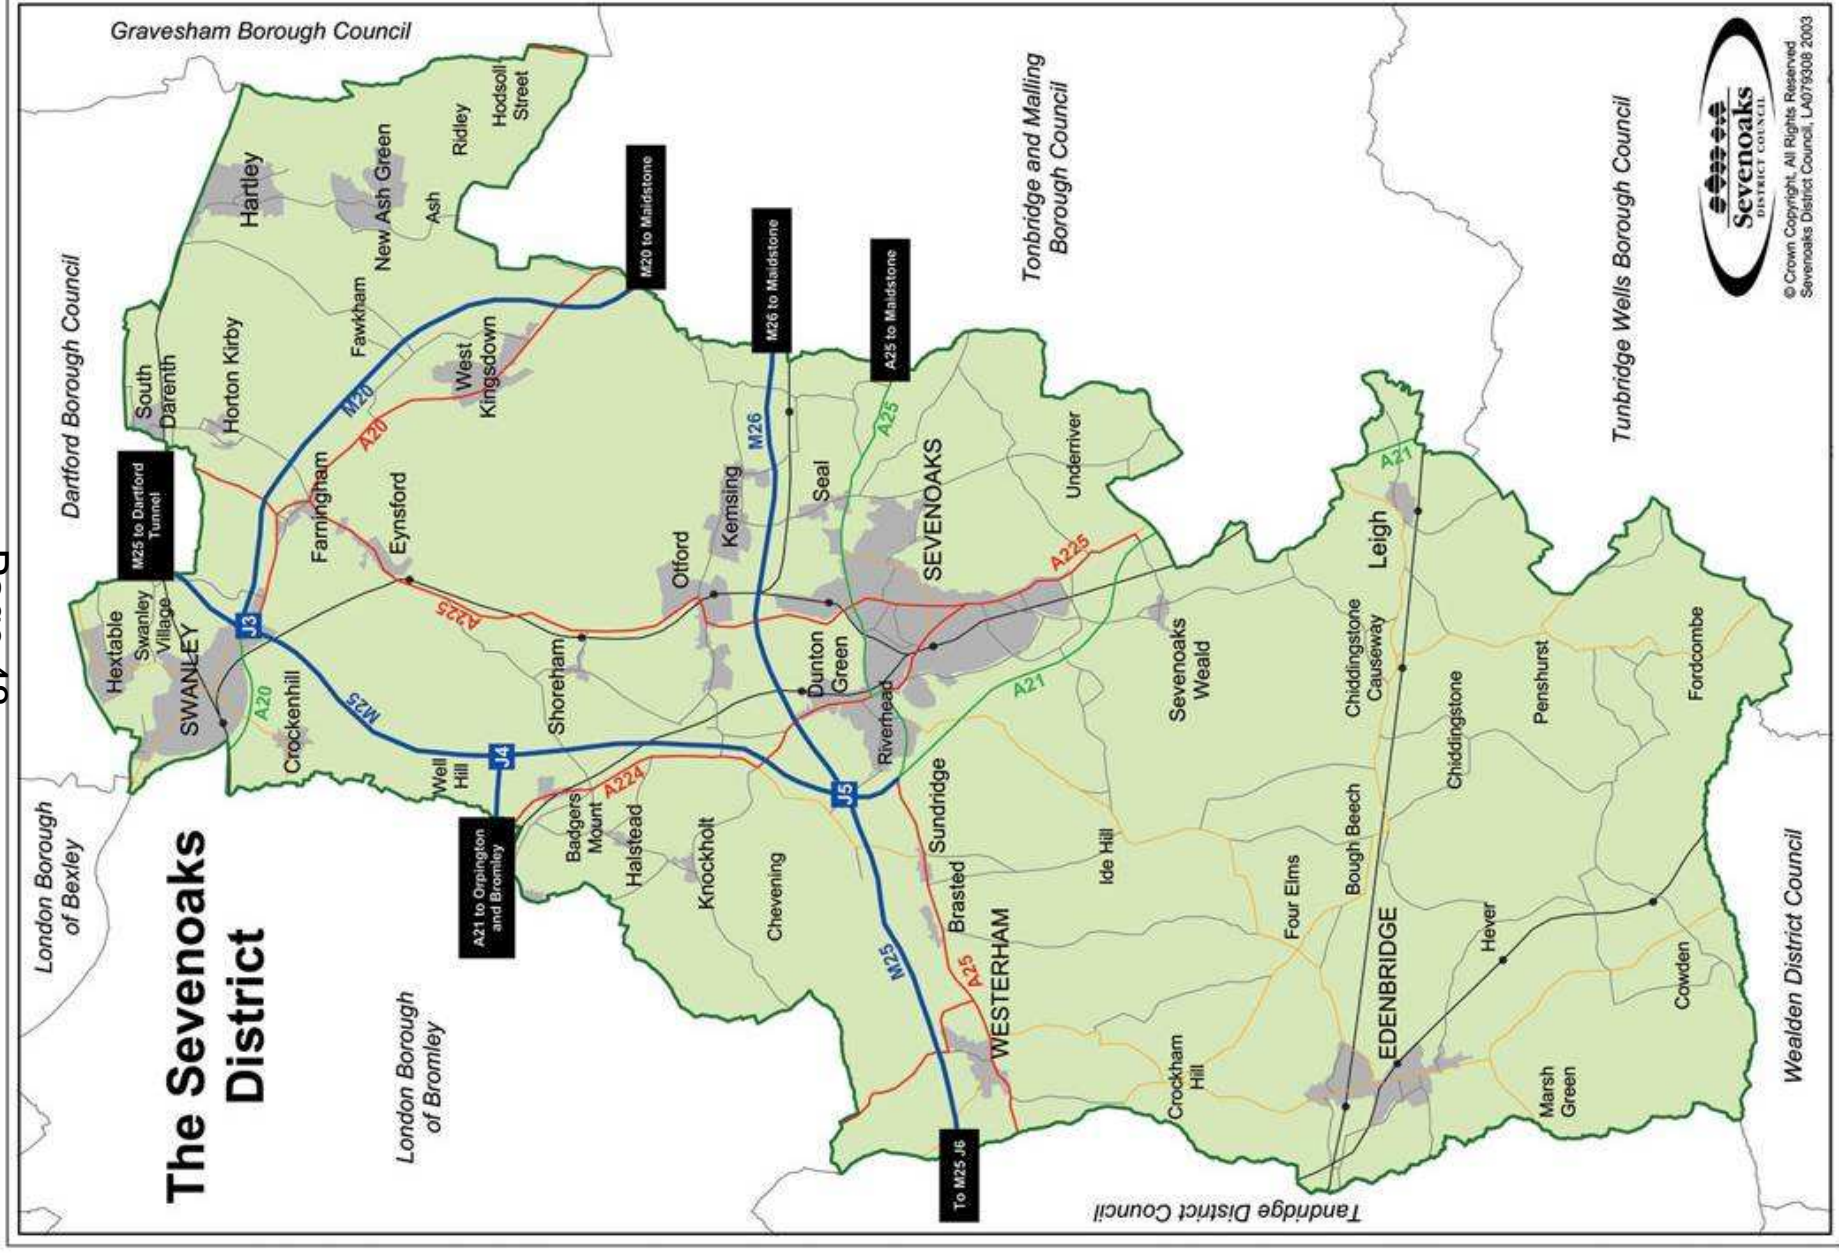 The Sevenoaks
District
London Borough
of Bexley
Dartford Borough Council
Gravesham Borough Council
London Borough
of Bromley
Tandridge District Council
Tonbridge and Malling
Borough Council
Tunbridge Wells Borough Council
Wealden District Council
M25 to Dartford
Tunnel
A21 to Orpington
and Bromley
M20 to Maidstone
M26 to Maidstone
A25 to Maidstone
To M25 J6
Hextable
Swanley
Village
SWANLEY
South
Darenth
Horton Kirby
Hartley
J3
A20
Crockenhill
M25
Farningham
M20
A20
Fawkham
New Ash Green
Ash
Ridley
Hodsoll
Street
Eynsford
West
Kingsdown
Well
Hill
J4
A225
Shoreham
Badgers
Mount
A224
Halstead
Otford
Kemsing
M26
Knockholt
Chevening
Dunton
Green
Seal
A25
J5
Riverhead
M25
SEVENOAKS
Sundridge
Brasted
A25
WESTERHAM
A21
A225
Underriver
Ide Hill
Sevenoaks
Weald
Crockham
Hill
Four Elms
Bough Beech
Chiddingstone
Causeway
Leigh
A21
EDENBRIDGE
Chiddingstone
Hever
Penshurst
Marsh
Green
Cowden
Fordcombe
Sevenoaks
DISTRICT COUNCIL
© Crown Copyright, All Rights Reserved
Sevenoaks District Council, LA079308 2003